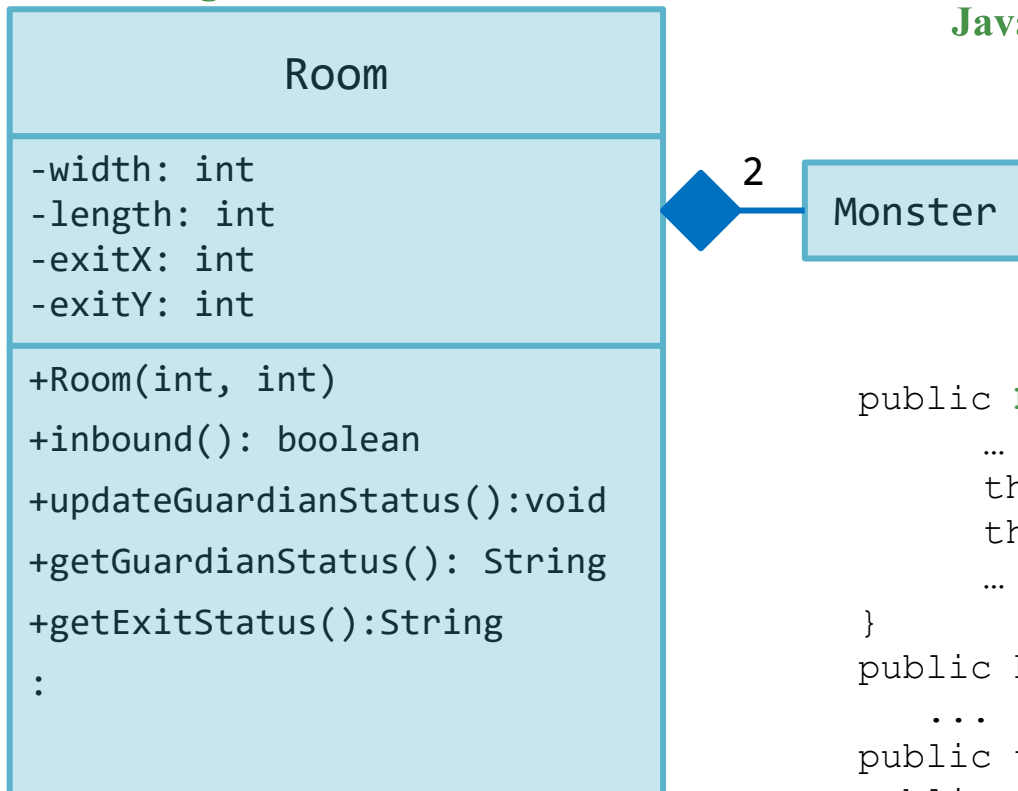 Room
-width: int
-length: int
-exitX: int
-exitY: int
+Room(int, int)
+inbound(): boolean
+updateGuardianStatus():void
+getGuardianStatus(): String
+getExitStatus():String
:
2
Monster
public
…
…
}
public
...
public